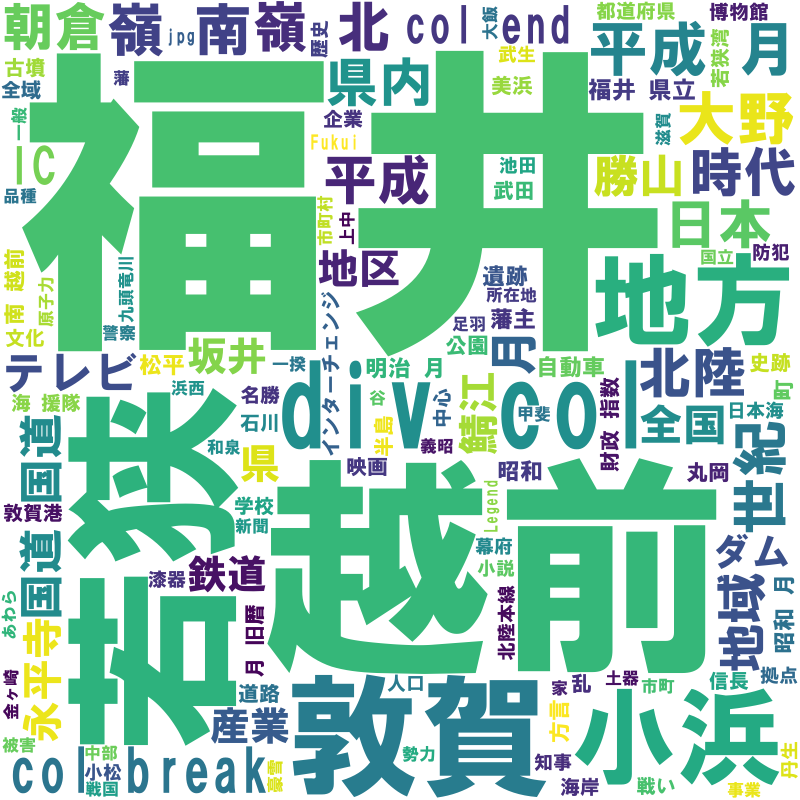 朝倉
嶺
jpg
南
嶺
歴史
北
col end
大飯
都道府県
博物館
古墳
藩
県内
武生
平成 月
若狭湾
全域
美浜
福井 県立
一般
企業
Fukui
大野
滋賀
IC
福井
平成
池田
勝山
時代
品種
市町村
上中
武田
日本
国立
防犯
地区
遺跡
地方
南 越前
原子力
九頭竜川
所在地
文化
藩主
足羽
公園
月
テレビ
松平
坂井
一揆
インターチェンジ
明治 月
自動車
北陸
史跡
町
浜西
海 援隊
名勝
div col
谷
中心
鯖江
甲斐
財政 指数
全国
日本海
石川
半島
義昭
国道
若狭
和泉
県
映画
昭和
丸岡
世紀
敦賀港
学校
新聞
Legend
越前
国道
幕府
ダム
漆器
鉄道
小説
地域
昭和 月
あわら
旧暦
月
北陸本線
金ヶ崎
永平寺
道路
人口
敦賀
家
乱
土器
市町
信長
拠点
産業
方言
小浜
被害
中部
小松
戦国
col break
豪雪
勢力
知事
海岸
戦い
事業
丹生